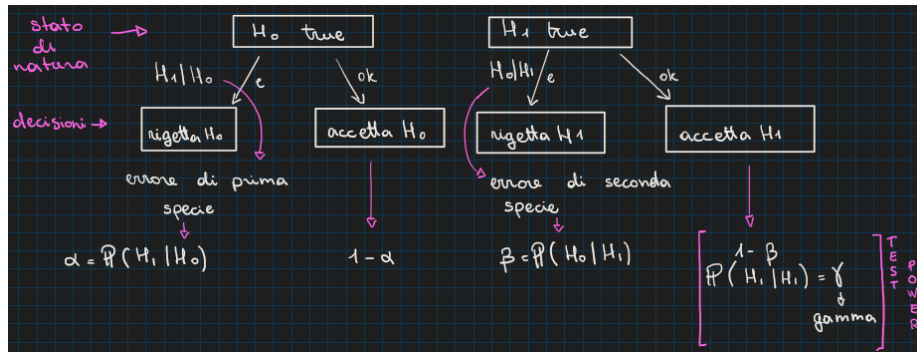 stato
di
natura
H0 true
H1 true
H1|H0
e
ok
H0|H1
e
ok
decisioni
rigetta H0
accetta H0
rigetta H1
accetta H1
errore di prima
specie
errore di seconda
specie
α = ℙ(H1|H0)
1-α
β = ℙ(H0|H1)
1-β
ℙ(H1|H1) = γ
gamma
TEST
POWER